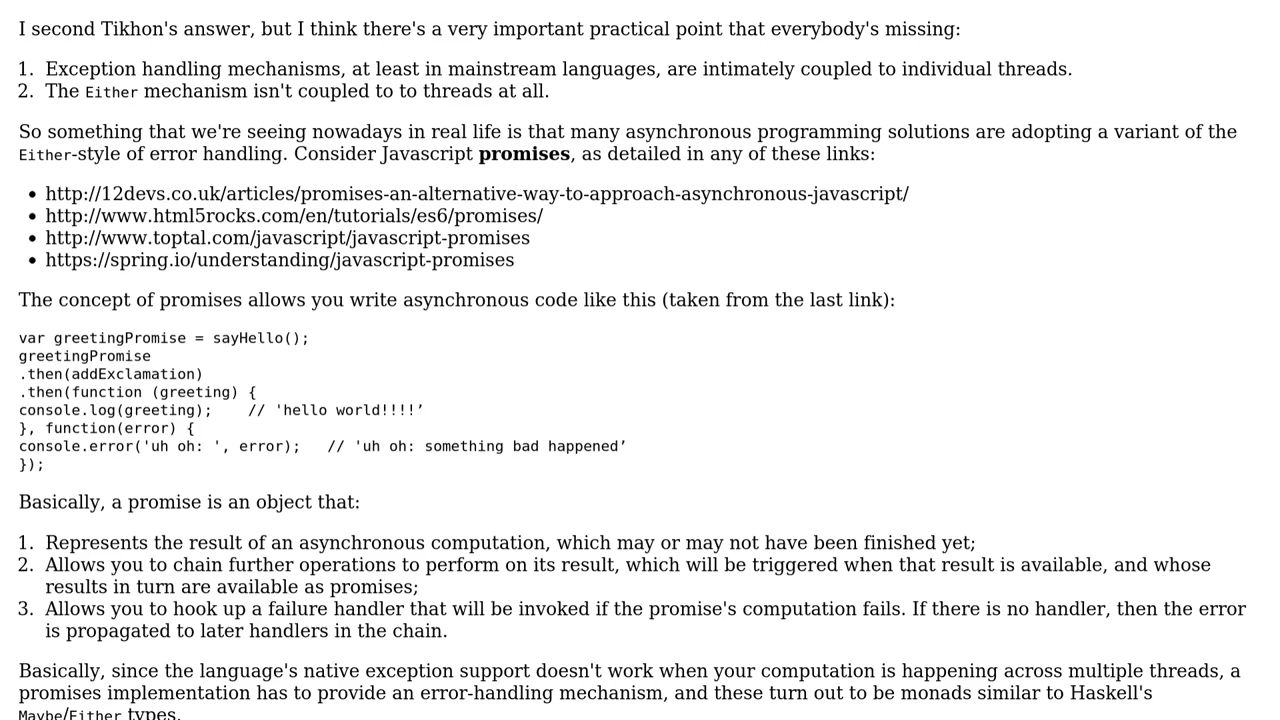 I second Tikhon's answer, but I think there's a very important practical point that everybody's missing:
1. Exception handling mechanisms, at least in mainstream languages, are intimately coupled to individual threads.
2. The Either mechanism isn't coupled to to threads at all.
So something that we're seeing nowadays in real life is that many asynchronous programming solutions are adopting a variant of the
Either-style of error handling. Consider Javascript promises, as detailed in any of these links:
• http://12devs.co.uk/articles/promises-an-alternative-way-to-approach-asynchronous-javascript/
• http://www.html5rocks.com/en/tutorials/es6/promises/
• http://www.toptal.com/javascript/javascript-promises
• https://spring.io/understanding/javascript-promises
The concept of promises allows you write asynchronous code like this (taken from the last link):
var greetingPromise = sayHello();
greetingPromise
.then(addExclamation)
.then(function (greeting) {
console.log(greeting);    // 'hello world!!!!’
}, function(error) {
console.error('uh oh: ', error);   // 'uh oh: something bad happened’
});
Basically, a promise is an object that:
1. Represents the result of an asynchronous computation, which may or may not have been finished yet;
2. Allows you to chain further operations to perform on its result, which will be triggered when that result is available, and whose
results in turn are available as promises;
3. Allows you to hook up a failure handler that will be invoked if the promise's computation fails. If there is no handler, then the error
is propagated to later handlers in the chain.
Basically, since the language's native exception support doesn't work when your computation is happening across multiple threads, a
promises implementation has to provide an error-handling mechanism, and these turn out to be monads similar to Haskell's
Maybe/Either types.